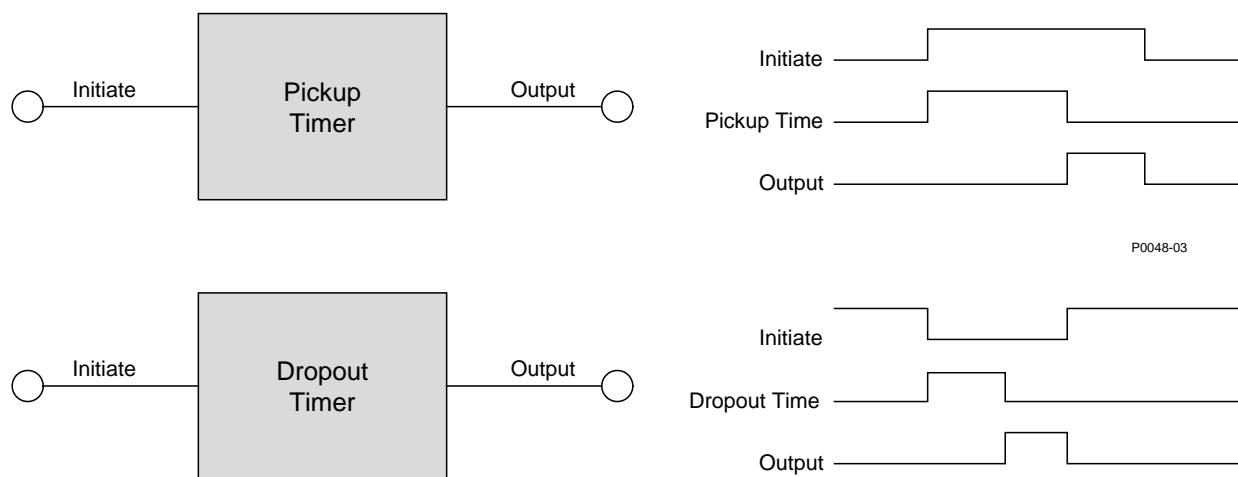 Initiate
Pickup
Timer
Output
Initiate
Pickup Time
Output
P0048-03
Initiate
Dropout
Timer
Output
Initiate
Dropout Time
Output